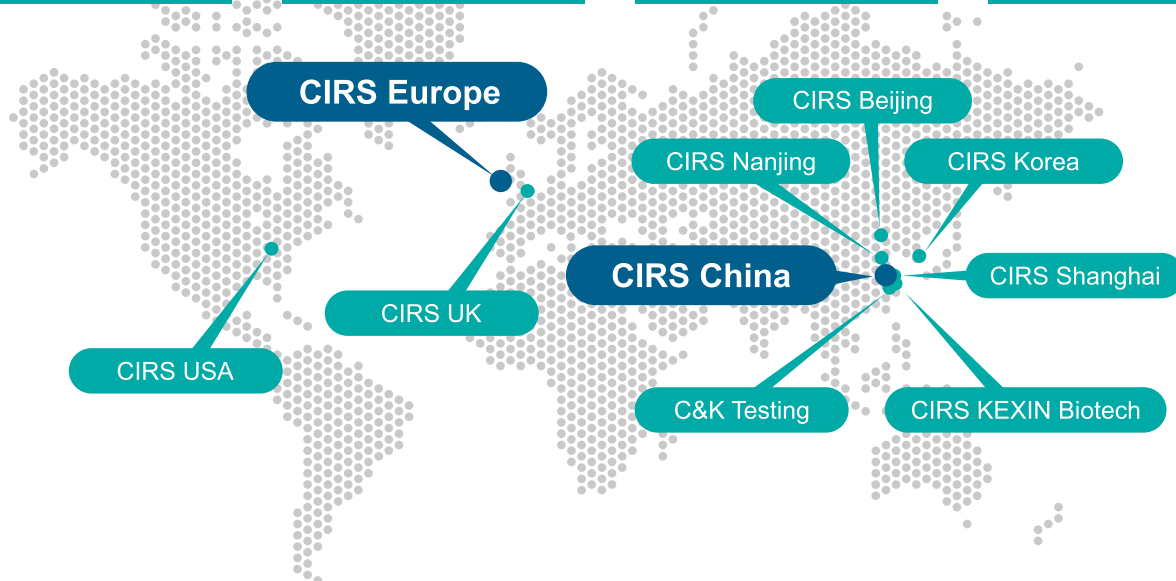 CIRS Europe
CIRS Beijing
CIRS Nanjing
CIRS Korea
CIRS China
CIRS Shanghai
CIRS UK
CIRS USA
C&K Testing
CIRS KEXIN Biotech